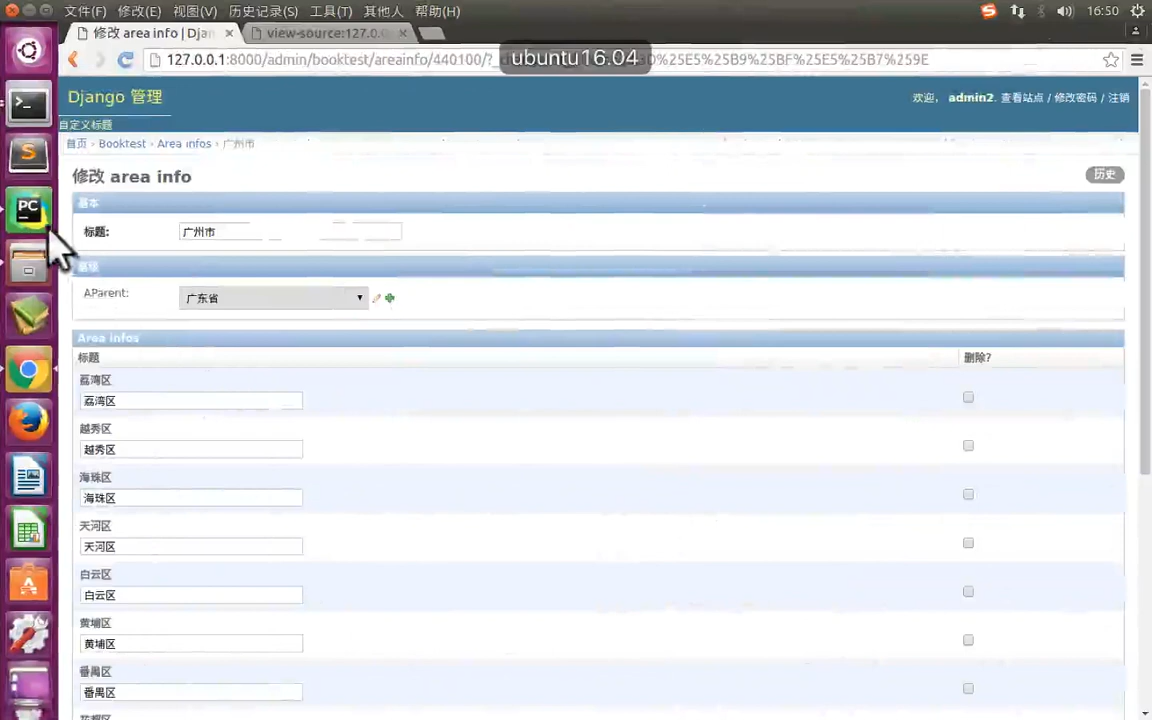 文件(F) 修改(E) 视图(V) 历史记录(S) 工具(T) 其他人 帮助(H)
16:50
修改 area info | Djan
view-source:127.0.
127.0.0.1:8000/admin/booktest/areainfo/440100/?_
ubuntu16.04
%25E5%25B9%25BF%25E5%25B7%259E
Django 管理
欢迎， admin2. 查看站点 / 修改密码 / 注销
自定义标题
首页 › Booktest › Area infos › 广州市
修改 area info
历史
基本
标题: 广州市
高级
AParent: 广东省
Area infos
标题 删除?
荔湾区
荔湾区
越秀区
越秀区
海珠区
海珠区
天河区
天河区
白云区
白云区
黄埔区
黄埔区
番禺区
番禺区